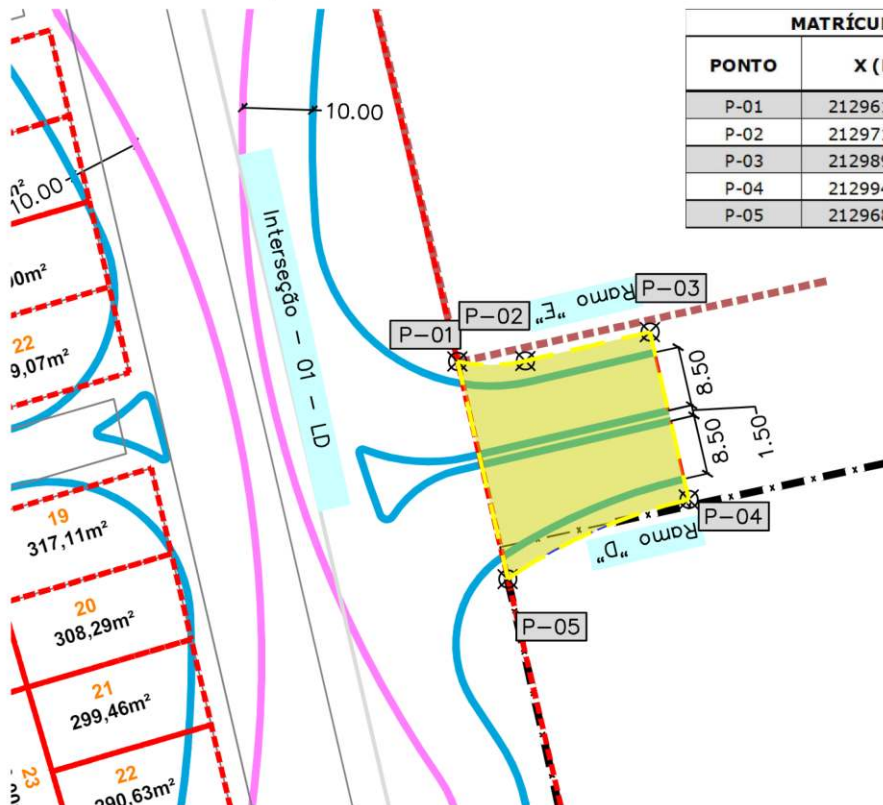 MATRÍCU
PONTO X (
P-01 21296
P-02 21297
P-03 21298
P-04 21299
P-05 21296
10.00
10.00
m²
00m²
22
9,07m²
Interseção - 01 - LD
P-01
P-02
Ramo "E"
P-03
8.50
1.50
8.50
P-04
Ramo "D"
P-05
19
317,11m²
20
308,29m²
21
299,46m²
22
290,63m²
23